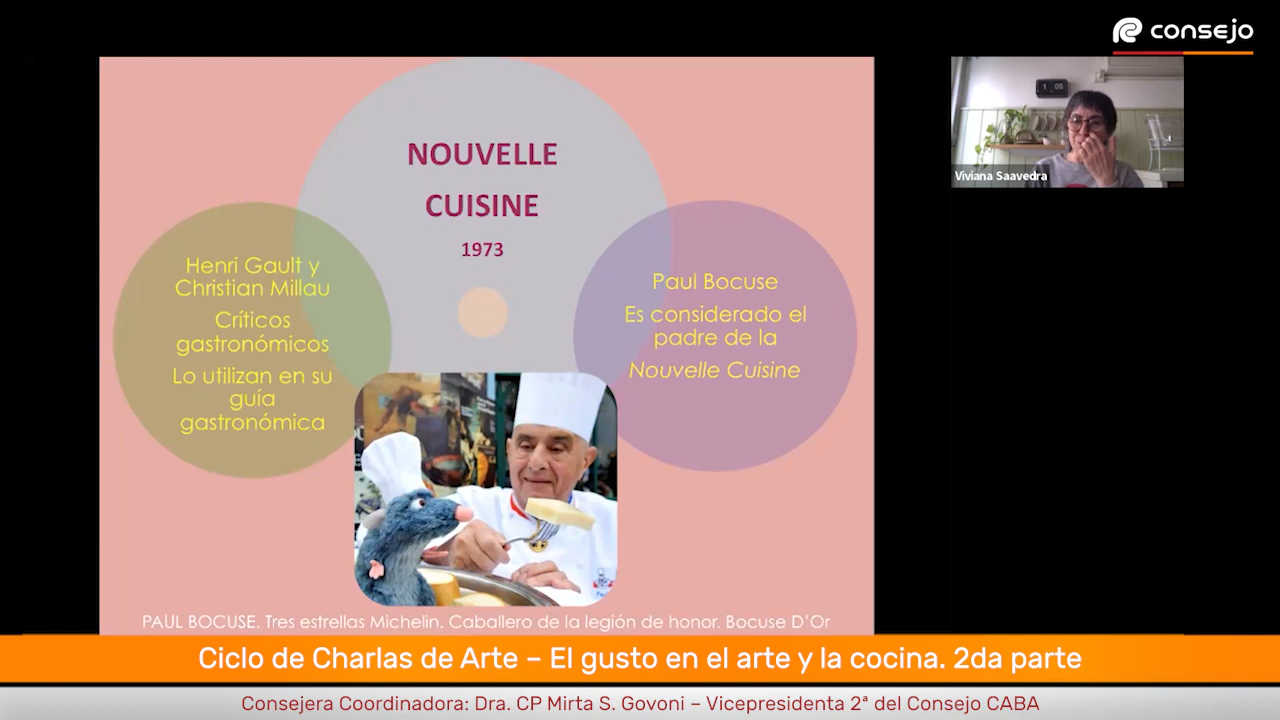 consejo
NOUVELLE
CUISINE
1973
Henri Gault y
Christian Millau
Críticos
gastronómicos
Lo utilizan en su
guía
gastronómica
Paul Bocuse
Es considerado el
padre de la
Nouvelle Cuisine
PAUL BOCUSE. Tres estrellas Michelin. Caballero de la legión de honor. Bocuse D’Or
1 05
Viviana Saavedra
Ciclo de Charlas de Arte – El gusto en el arte y la cocina. 2da parte
Consejera Coordinadora: Dra. CP Mirta S. Govoni – Vicepresidenta 2ª del Consejo CABA